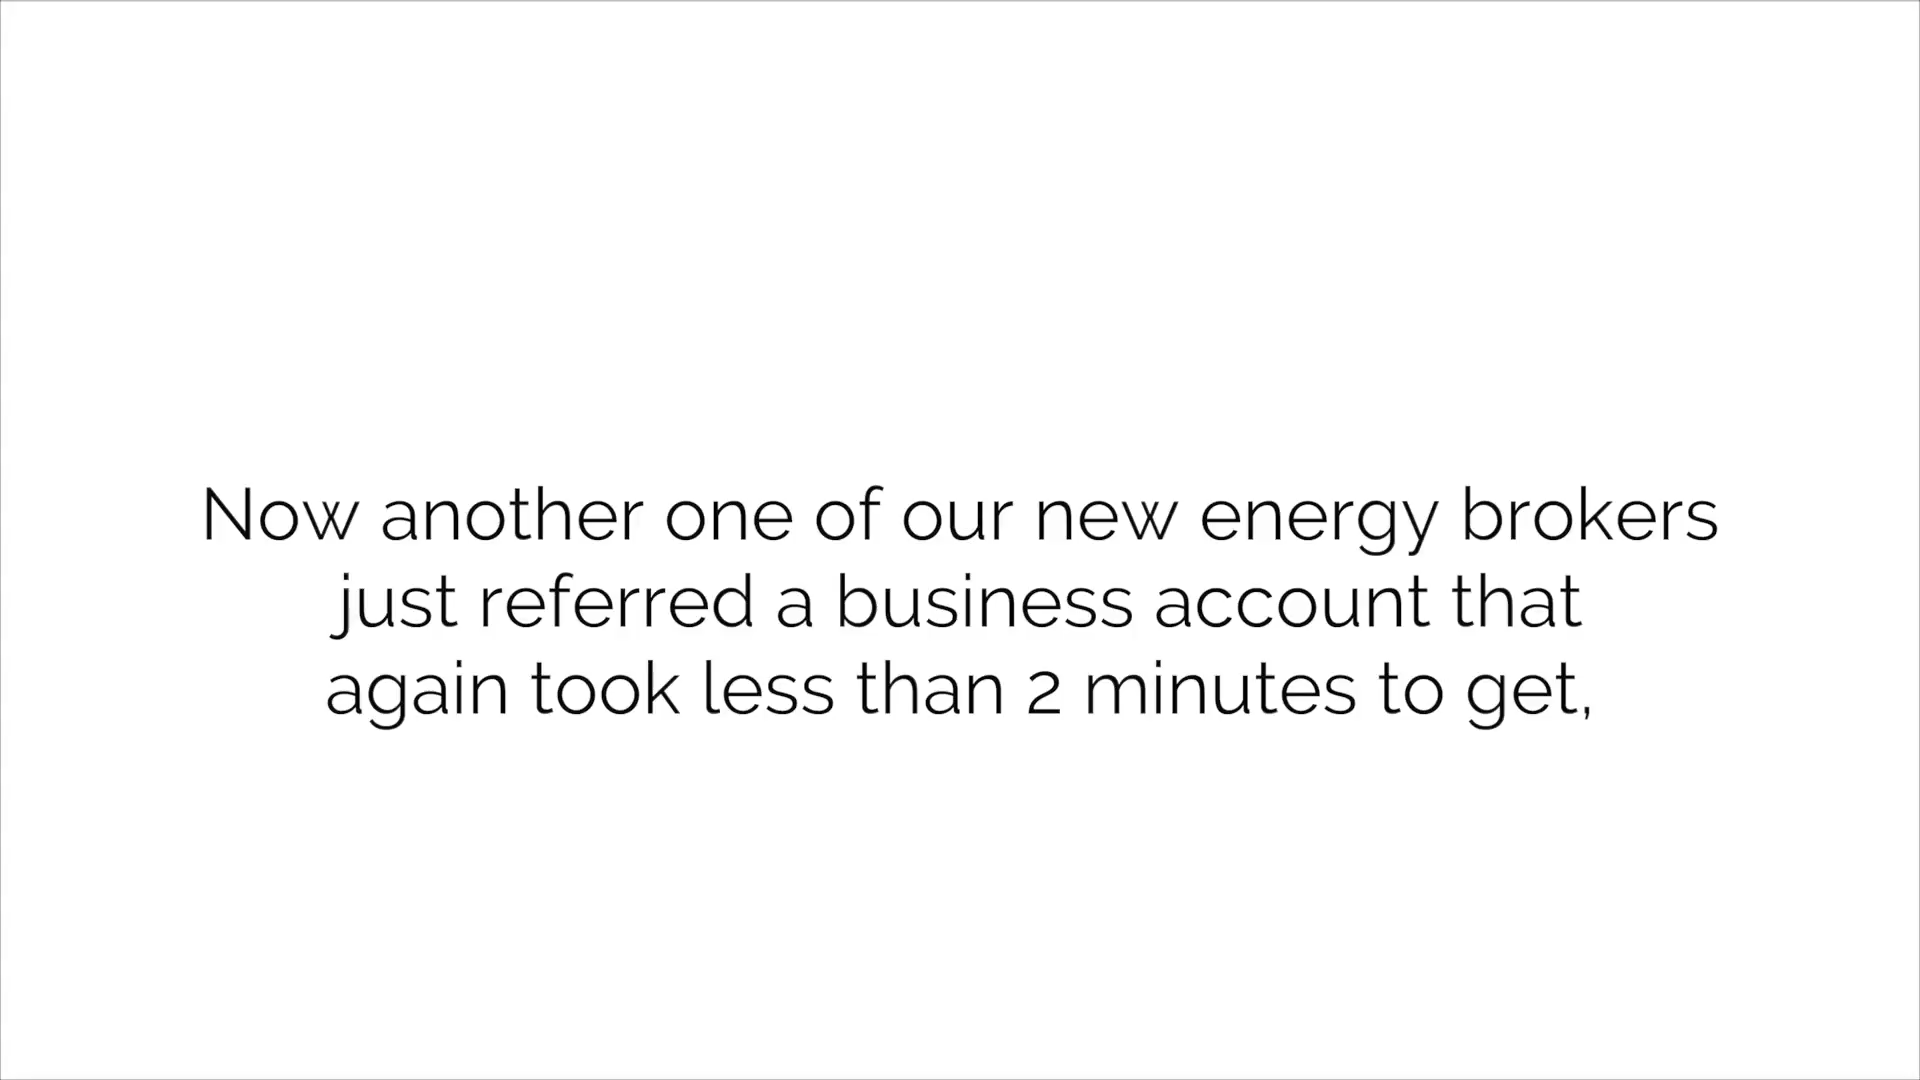 Now another one of our new energy brokers
just referred a business account that
again took less than 2 minutes to get,